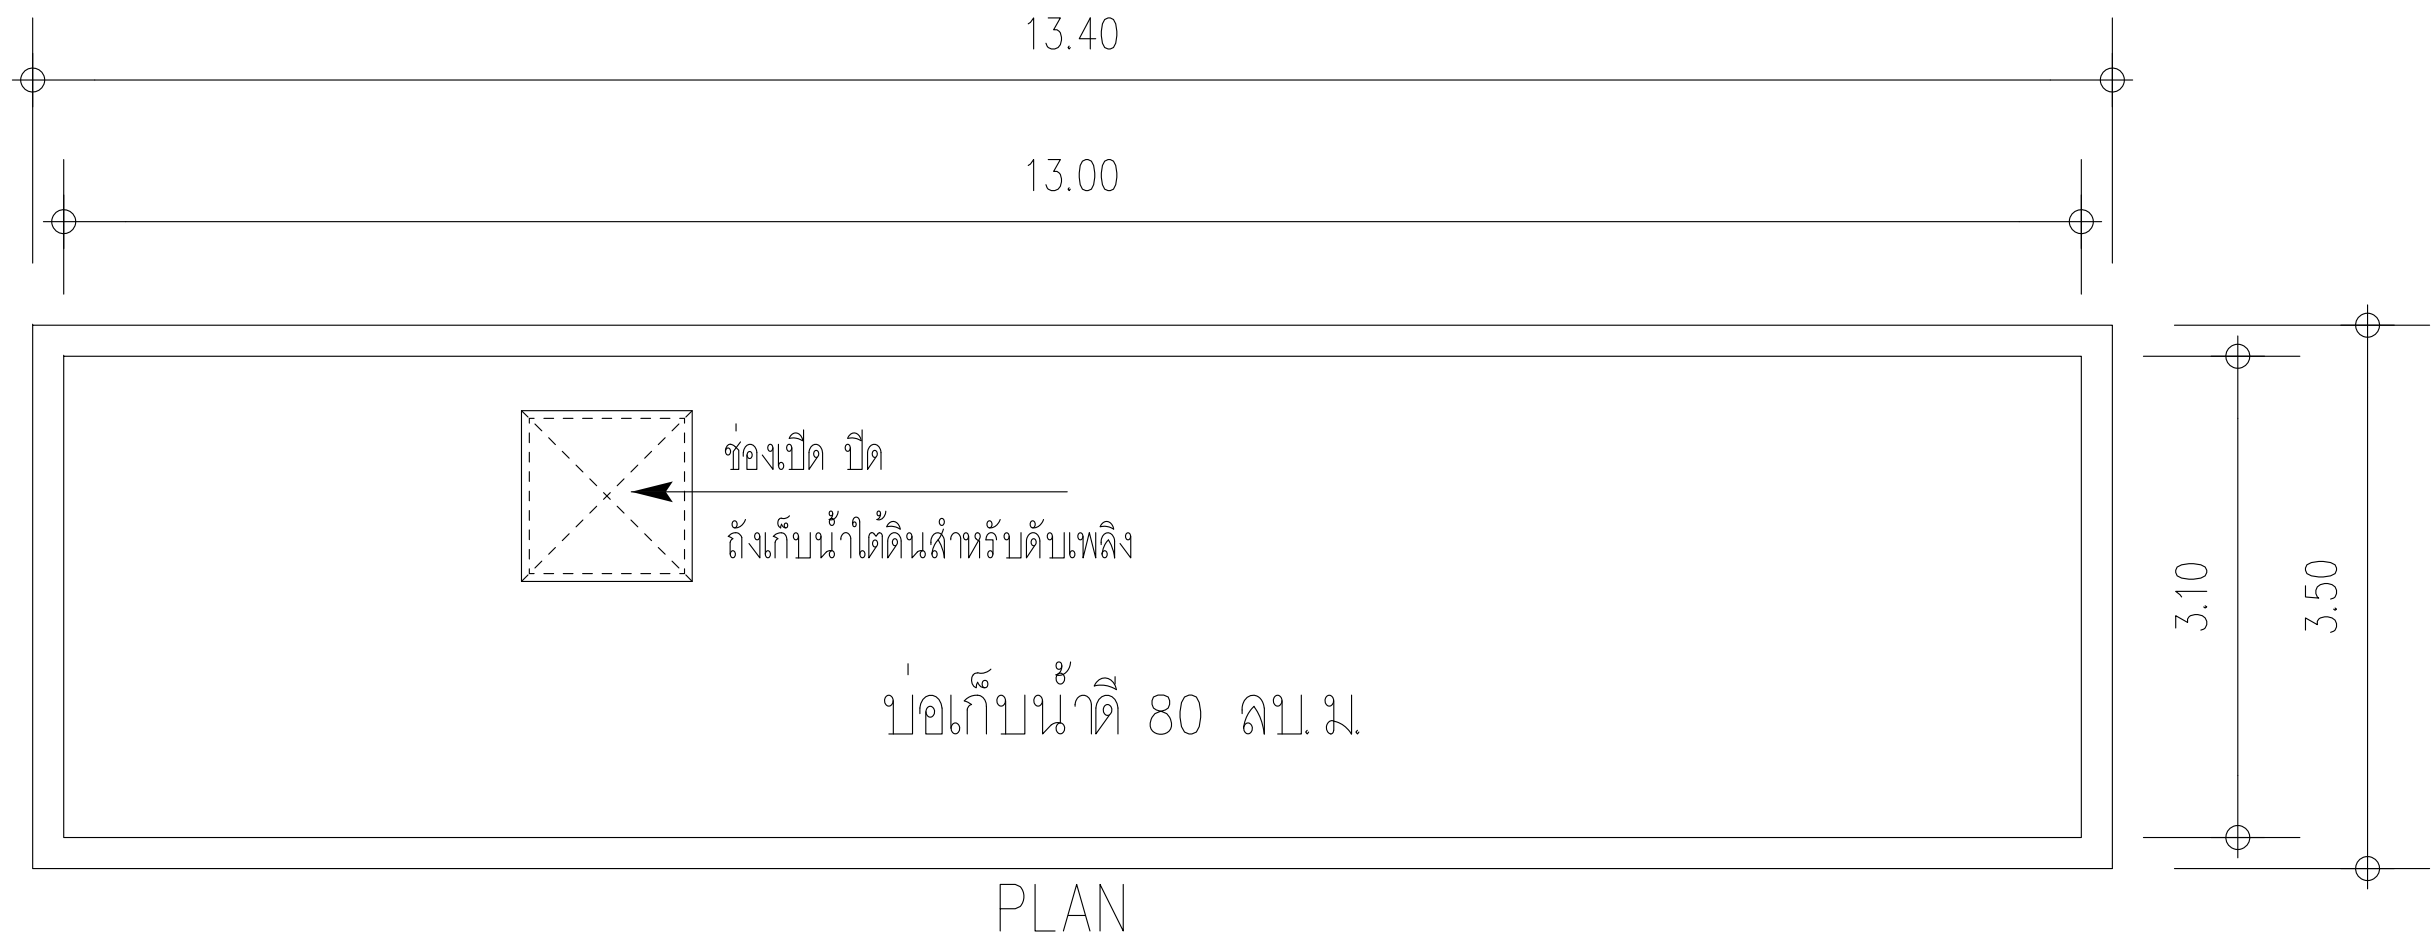 13.40
13.00
ช่องเปิด ปิด
ถังเก็บน้ำใต้ดินสำหรับดับเพลิง
3.10
3.50
บ่อเก็บน้ำดี 80 ลบ.ม.
PLAN